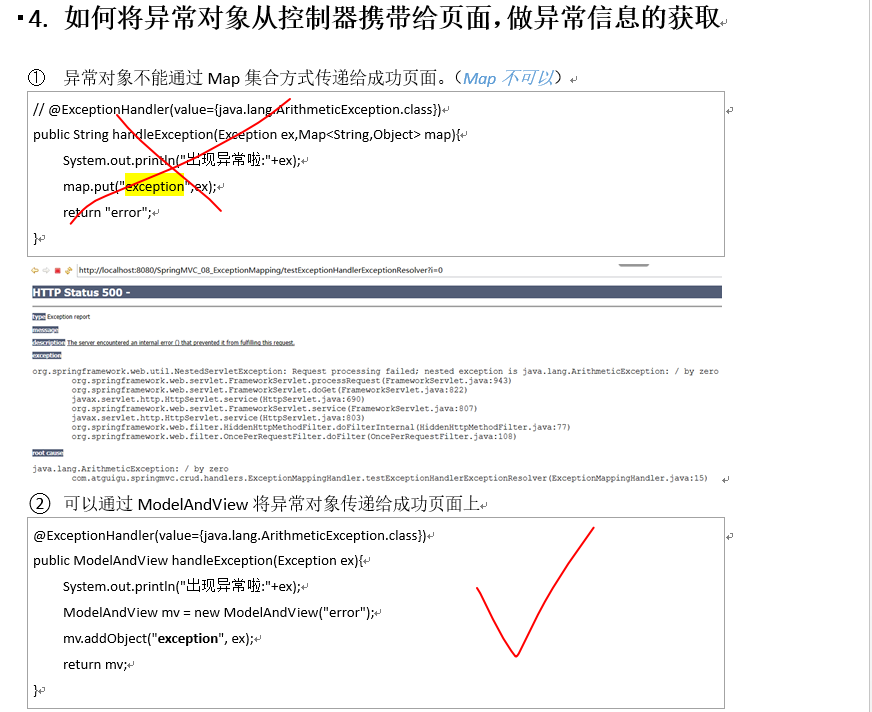 4. 如何将异常对象从控制器携带给页面，做异常信息的获取
① 异常对象不能通过 Map 集合方式传递给成功页面。（Map 不可以）
// @ExceptionHandler(value={java.lang.ArithmeticException.class})
public String handleException(Exception ex,Map<String,Object> map){
System.out.println("出现异常啦:"+ex);
map.put("exception",ex);
return "error";
}
http://localhost:8080/SpringMVC_08_ExceptionMapping/testExceptionHandlerExceptionResolver?i=0
HTTP Status 500 -
type Exception report
message
description The server encountered an internal error () that prevented it from fulfilling this request.
exception
org.springframework.web.util.NestedServletException: Request processing failed; nested exception is java.lang.ArithmeticException: / by zero
org.springframework.web.servlet.FrameworkServlet.processRequest(FrameworkServlet.java:943)
org.springframework.web.servlet.FrameworkServlet.doGet(FrameworkServlet.java:822)
javax.servlet.http.HttpServlet.service(HttpServlet.java:690)
org.springframework.web.servlet.FrameworkServlet.service(FrameworkServlet.java:807)
javax.servlet.http.HttpServlet.service(HttpServlet.java:803)
org.springframework.web.filter.HiddenHttpMethodFilter.doFilterInternal(HiddenHttpMethodFilter.java:77)
org.springframework.web.filter.OncePerRequestFilter.doFilter(OncePerRequestFilter.java:108)
root cause
java.lang.ArithmeticException: / by zero
com.atguigu.springmvc.crud.handlers.ExceptionMappingHandler.testExceptionHandlerExceptionResolver(ExceptionMappingHandler.java:15)
② 可以通过 ModelAndView 将异常对象传递给成功页面上
@ExceptionHandler(value={java.lang.ArithmeticException.class})
public ModelAndView handleException(Exception ex){
System.out.println("出现异常啦:"+ex);
ModelAndView mv = new ModelAndView("error");
mv.addObject("exception", ex);
return mv;
}